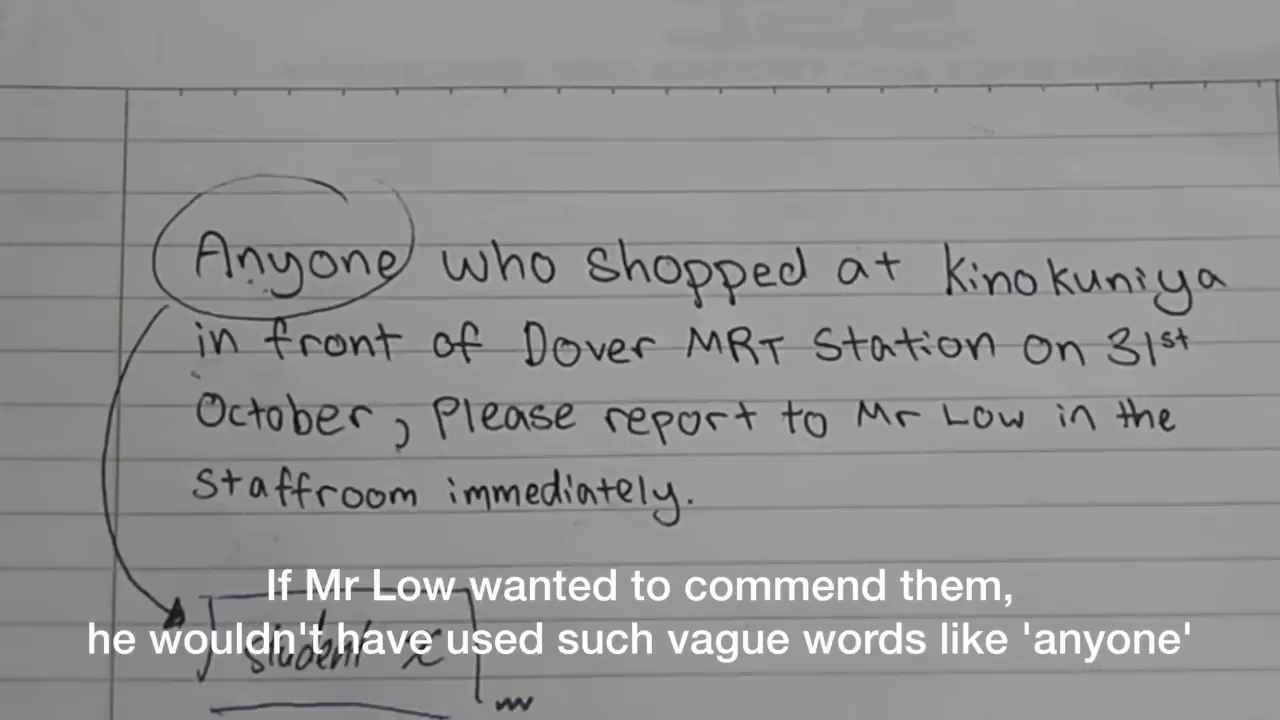 Anyone who shopped at Kinokuniya
in front of Dover MRT Station on 31st
October, Please report to Mr Low in the
staffroom immediately.
If Mr Low wanted to commend them,
he wouldn't have used such vague words like 'anyone'
student x